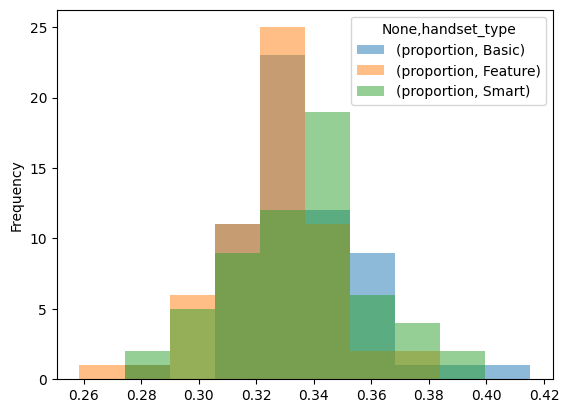 None,handset_type
(proportion, Basic)
(proportion, Feature)
(proportion, Smart)
Frequency
25
20
15
10
5
0
0.26 0.28 0.30 0.32 0.34 0.36 0.38 0.40 0.42